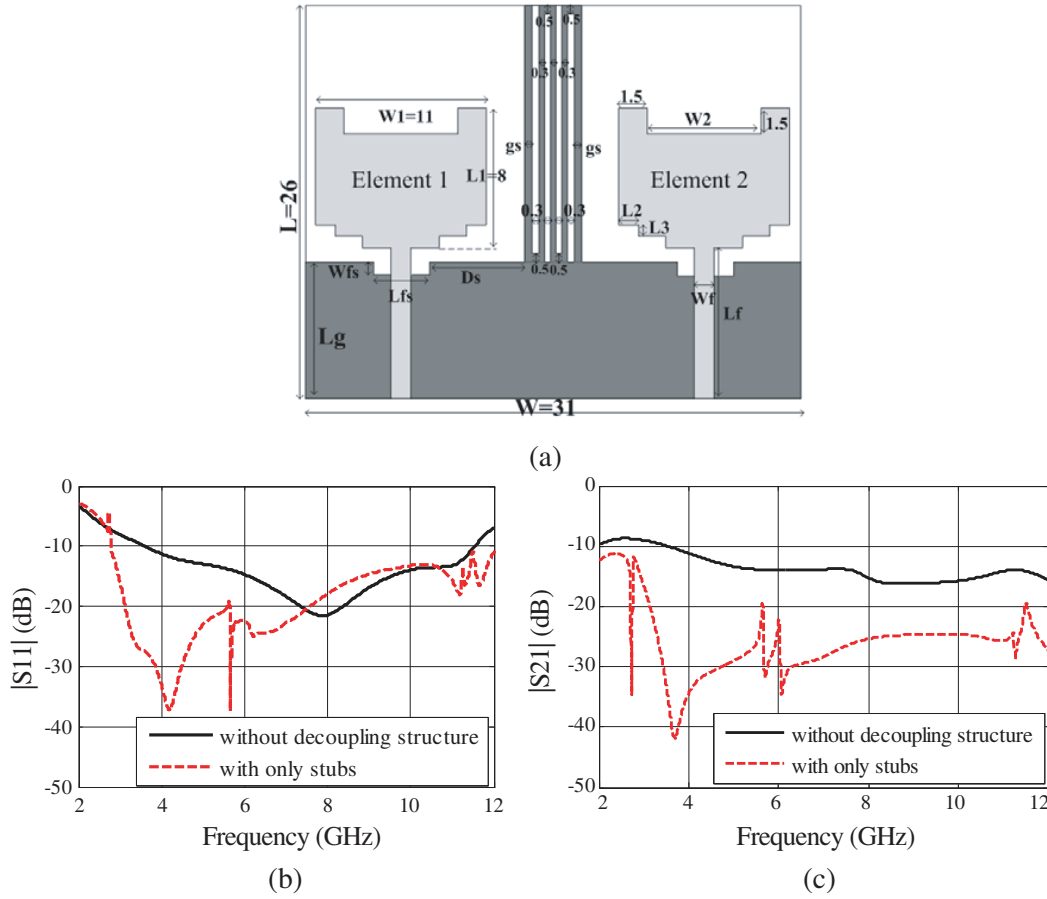 0.5
0.5
0.3
0.3
W1=11
1.5
W2
1.5
gs
gs
L=26
Element 1
L1=8
Element 2
0.3
0.3
L2
L3
Wfs
0.5
0.5
Ds
Lfs
Wf
Lf
Lg
W=31
(a)
0
-10
-20
-30
-40
-50
|S11| (dB)
without decoupling structure
with only stubs
2
4
6
8
10
12
Frequency (GHz)
(b)
0
-10
-20
-30
-40
-50
|S21| (dB)
without decoupling structure
with only stubs
2
4
6
8
10
12
Frequency (GHz)
(c)